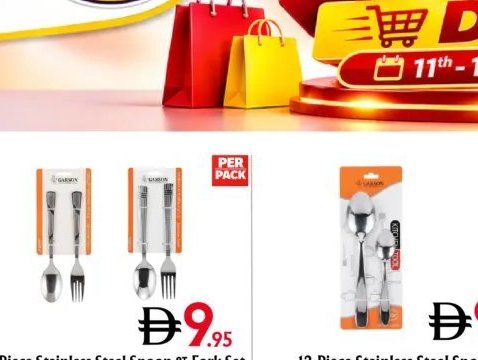 11th - 1
PER
PACK
GARSON
GARSON
GARSON
9.95
Piece Stainless Steel Spoon & Fork Set
12 Piece Stainless Steel Spo